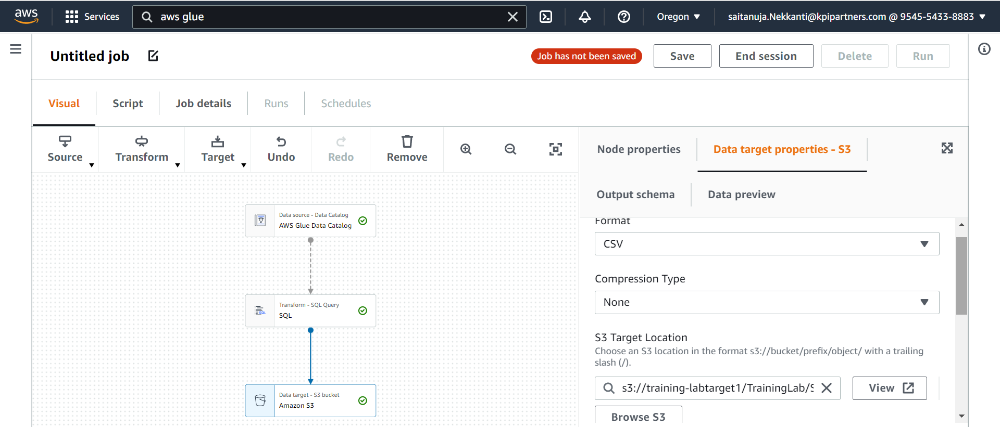 aws
Services
aws glue
Oregon
saitanuja.Nekkanti@kpipartners.com @ 9545-5433-8883
Untitled job
Job has not been saved
Save
End session
Delete
Run
Visual
Script
Job details
Runs
Schedules
Source
Transform
Target
Undo
Redo
Remove
Node properties
Data target properties - S3
Output schema
Data preview
Data source - Data Catalog
AWS Glue Data Catalog
Transform - SQL Query
SQL
Data target - S3 bucket
Amazon S3
Format
CSV
Compression Type
None
S3 Target Location
Choose an S3 location in the format s3://bucket/prefix/object/ with a trailing
slash (/).
s3://training-labtarget1/TrainingLab/S
View
Browse S3